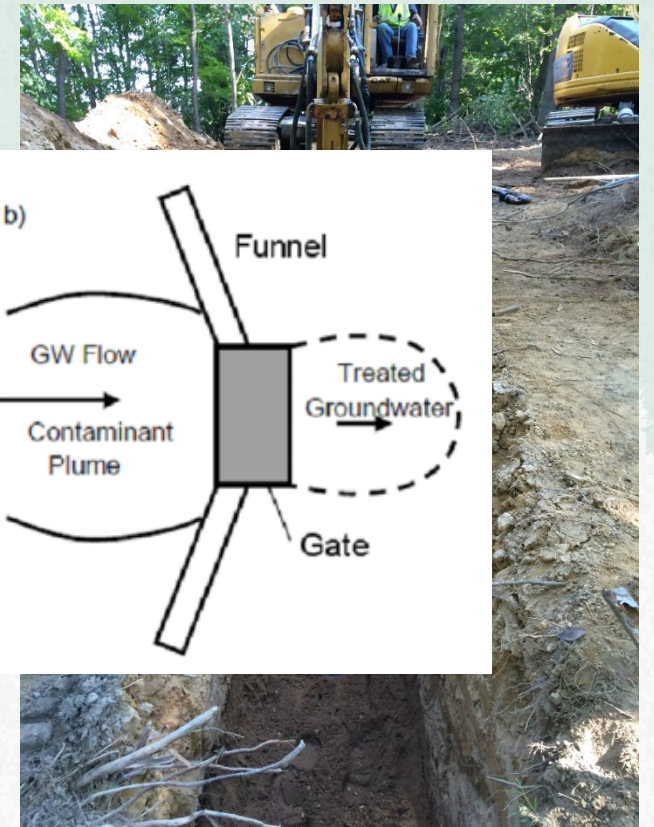 b)
Funnel
GW Flow
Contaminant
Plume
Treated
Groundwater
Gate